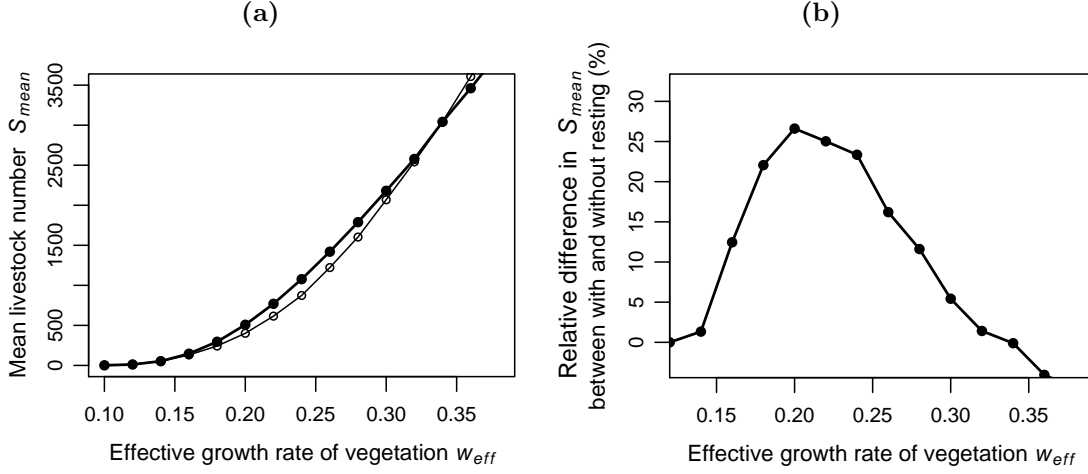 (a)
Mean livestock number S_mean
3500
2500
1500
500
0
0.10 0.15 0.20 0.25 0.30 0.35
Effective growth rate of vegetation w_eff
(b)
Relative difference in S_mean
between with and without resting (%)
30
25
20
15
10
5
0
0.15 0.20 0.25 0.30 0.35
Effective growth rate of vegetation w_eff